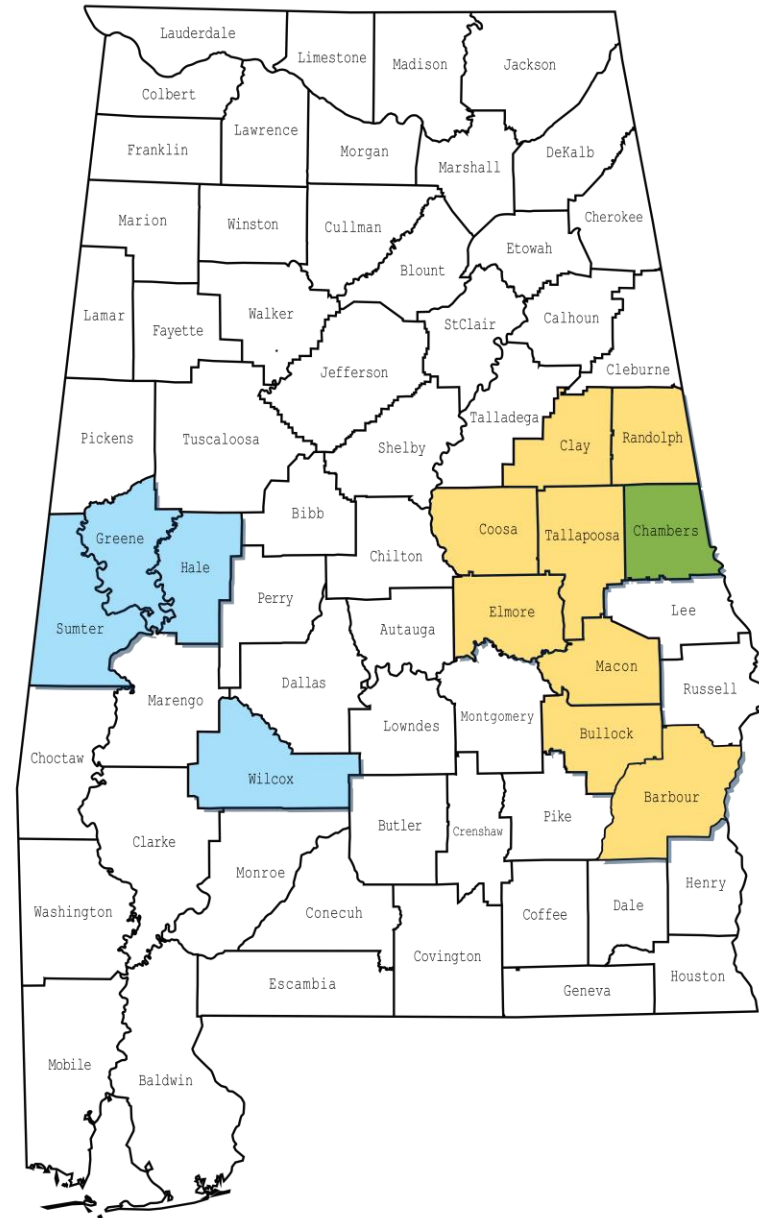 Lauderdale
Limestone
Madison
Jackson
Colbert
Lawrence
Franklin
Morgan
Marshall
DeKalb
Marion
Winston
Cullman
Cherokee
Etowah
Blount
Lamar
Fayette
Walker
StClair
Calhoun
Jefferson
Cleburne
Pickens
Tuscaloosa
Shelby
Talladega
Clay
Randolph
Bibb
Greene
Hale
Chilton
Coosa
Tallapoosa
Chambers
Sumter
Perry
Autauga
Elmore
Lee
Macon
Marengo
Dallas
Lowndes
Montgomery
Russell
Choctaw
Wilcox
Bullock
Barbour
Clarke
Butler
Crenshaw
Pike
Monroe
Washington
Conecuh
Covington
Coffee
Dale
Henry
Escambia
Geneva
Houston
Mobile
Baldwin